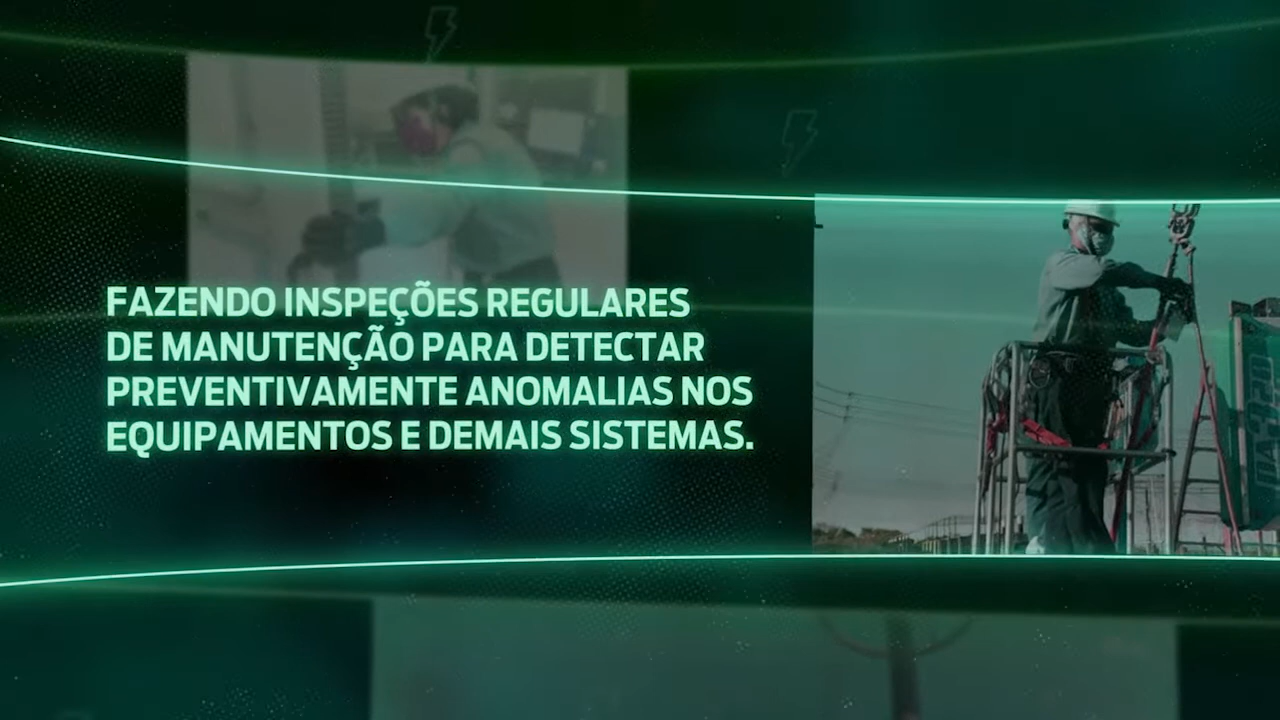 FAZENDO INSPEÇÕES REGULARES
DE MANUTENÇÃO PARA DETECTAR
PREVENTIVAMENTE ANOMALIAS NOS
EQUIPAMENTOS E DEMAIS SISTEMAS.